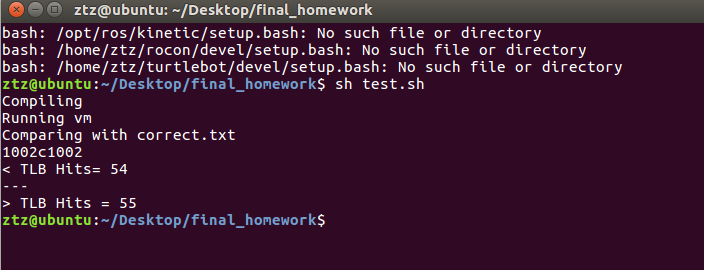 ztz@ubuntu: ~/Desktop/final_homework
bash: /opt/ros/kinetic/setup.bash: No such file or directory
bash: /home/ztz/rocon/devel/setup.bash: No such file or directory
bash: /home/ztz/turtlebot/devel/setup.bash: No such file or directory
ztz@ubuntu:~/Desktop/final_homework$ sh test.sh
Compiling
Running vm
Comparing with correct.txt
1002c1002
< TLB Hits= 54
---
> TLB Hits = 55
ztz@ubuntu:~/Desktop/final_homework$